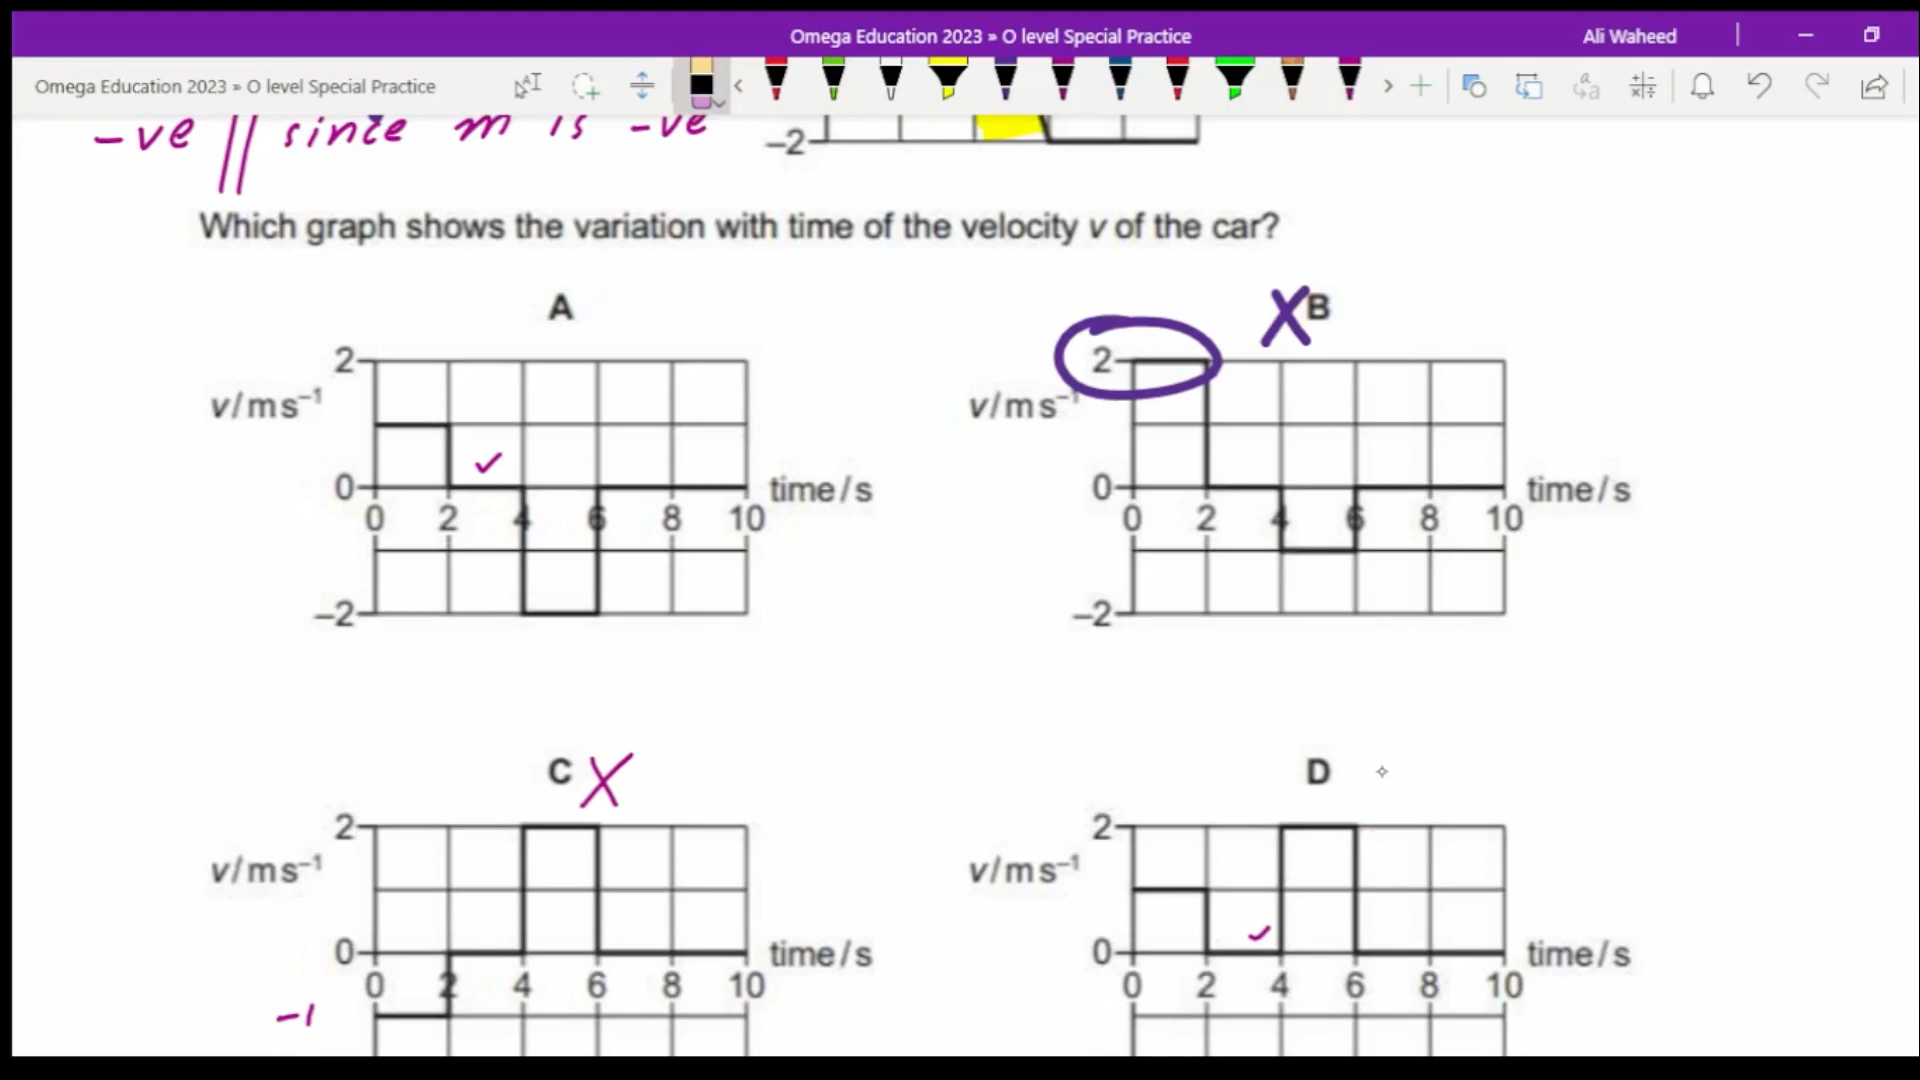 Omega Education 2023 » O level Special Practice
Ali Waheed
Omega Education 2023 » O level Special Practice
-ve || since m is -ve
–2
Which graph shows the variation with time of the velocity v of the car?
A
2
v/ms⁻¹
0
time/s
0 2 4 6 8 10
–2
X B
2
v/ms⁻¹
0
time/s
0 2 4 6 8 10
–2
C X
2
v/ms⁻¹
0
time/s
0 2 4 6 8 10
-1
D
2
v/ms⁻¹
0
time/s
0 2 4 6 8 10